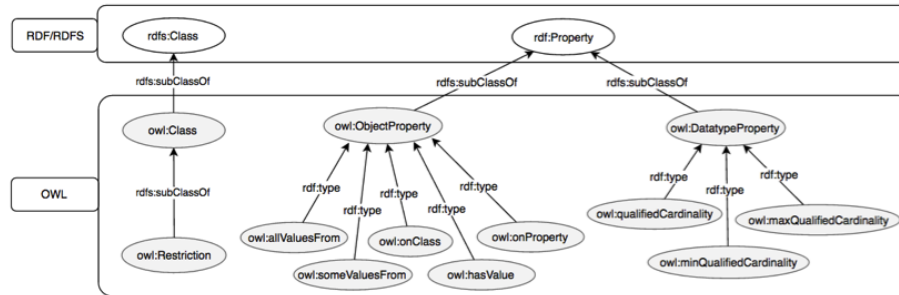 RDF/RDFS
rdfs:Class
rdf:Property
rdfs:subClassOf
rdfs:subClassOf
rdfs:subClassOf
owl:Class
owl:ObjectProperty
owl:DatatypeProperty
OWL
rdfs:subClassOf
rdf:type
rdf:type
rdf:type
rdf:type
rdf:type
rdf:type
rdf:type
rdf:type
owl:qualifiedCardinality
owl:maxQualifiedCardinality
owl:allValuesFrom
owl:onClass
owl:onProperty
owl:Restriction
owl:someValuesFrom
owl:hasValue
owl:minQualifiedCardinality